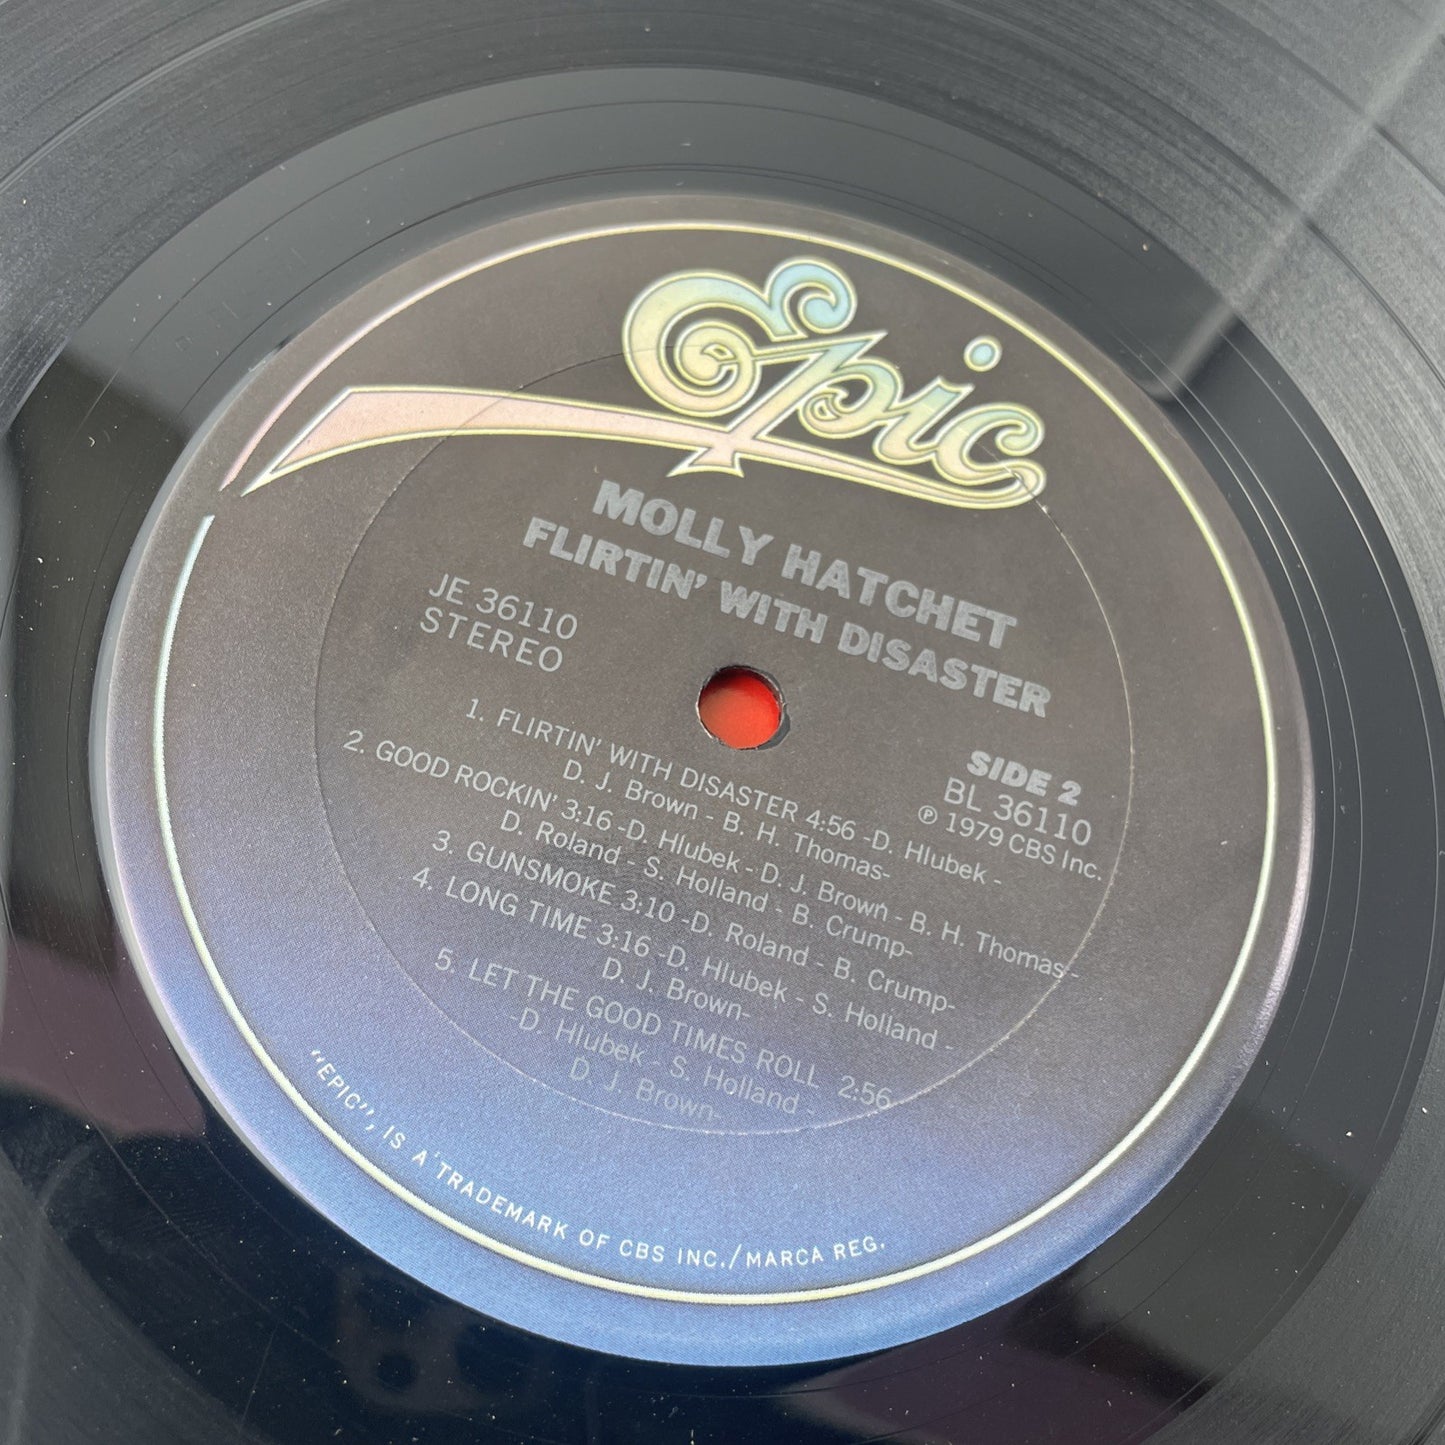 Epic
MOLLY HATCHET
FLIRTIN' WITH DISASTER
JE 36110
STEREO
SIDE 2
BL 36110
℗ 1979 CBS Inc.
1. FLIRTIN' WITH DISASTER 4:56 -D. Hlubek -
D. J. Brown - B. H. Thomas-
2. GOOD ROCKIN' 3:16 -D. Hlubek - D. J. Brown - B. H. Thomas -
D. Roland - S. Holland - B. Crump-
3. GUNSMOKE 3:10 -D. Roland - B. Crump-
4. LONG TIME 3:16 -D. Hlubek - S. Holland -
D. J. Brown-
5. LET THE GOOD TIMES ROLL 2:56
-D. Hlubek - S. Holland -
D. J. Brown-
"EPIC", IS A TRADEMARK OF CBS INC./MARCA REG.